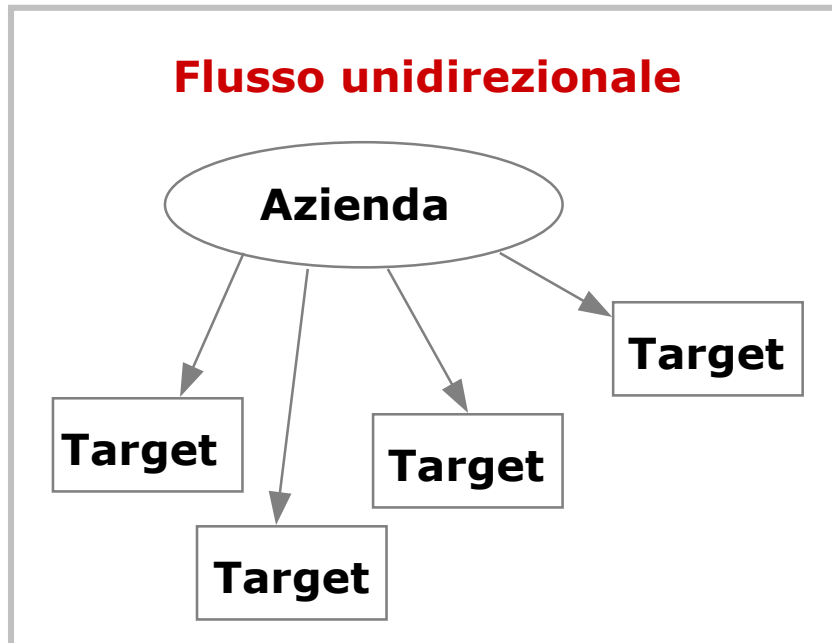 Flusso unidirezionale
Azienda
Target
Target
Target
Target